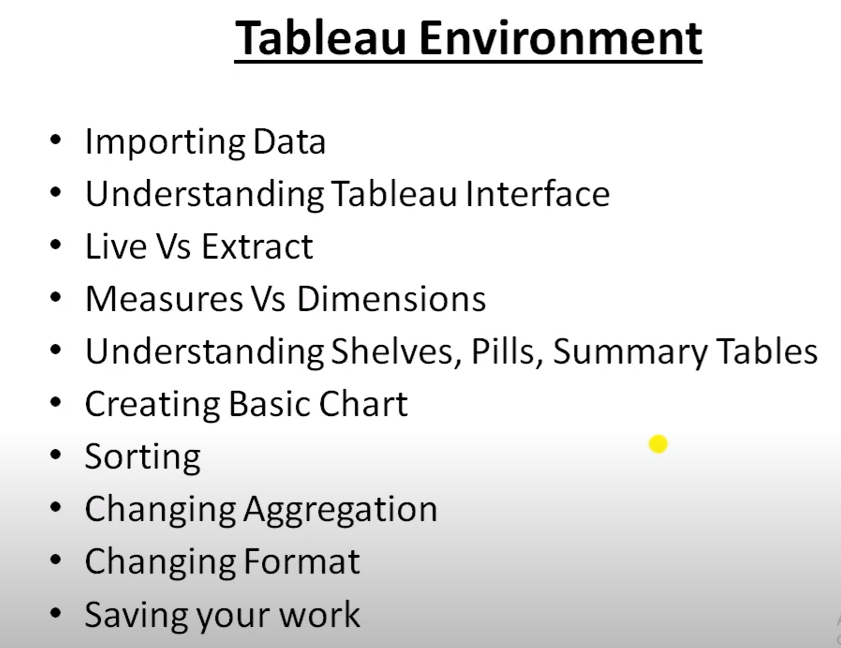 Tableau Environment
• Importing Data
• Understanding Tableau Interface
• Live Vs Extract
• Measures Vs Dimensions
• Understanding Shelves, Pills, Summary Tables
• Creating Basic Chart
• Sorting
• Changing Aggregation
• Changing Format
• Saving your work